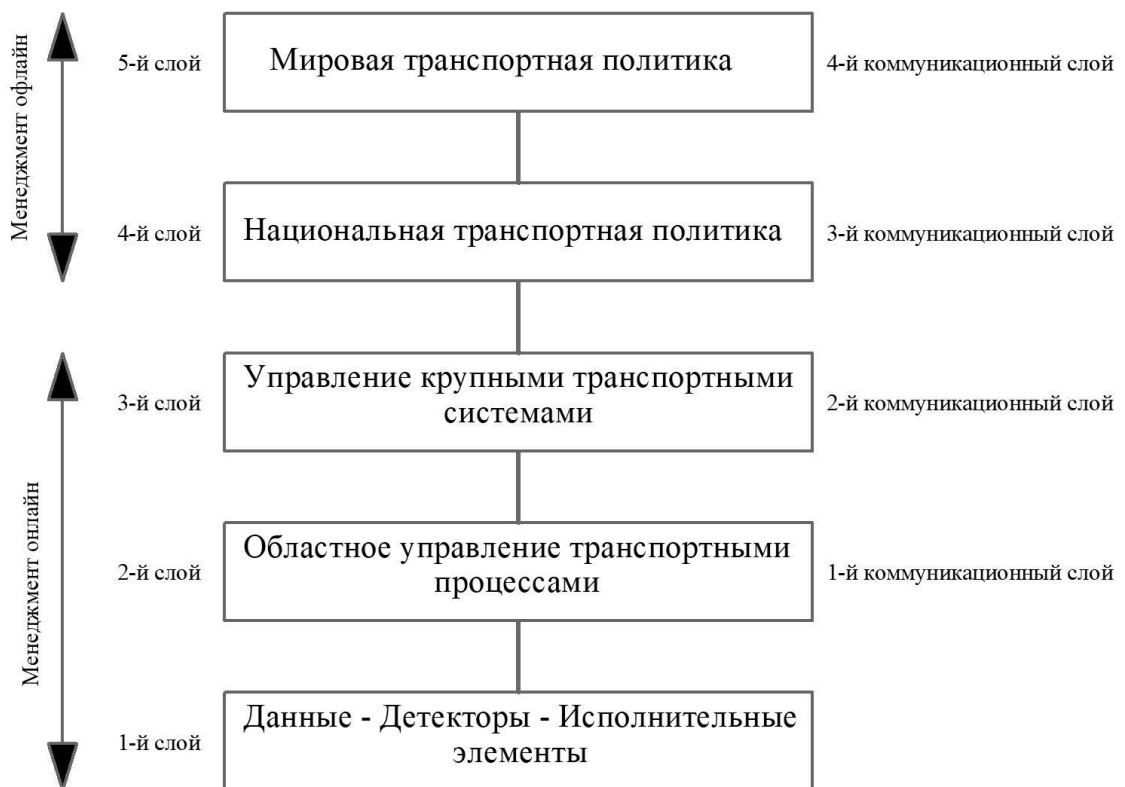 Менеджмент офлайн
5-й слой
Мировая транспортная политика
4-й коммуникационный слой
4-й слой
Национальная транспортная политика
3-й коммуникационный слой
Менеджмент онлайн
3-й слой
Управление крупными транспортными
системами
2-й коммуникационный слой
2-й слой
Областное управление транспортными
процессами
1-й коммуникационный слой
1-й слой
Данные - Детекторы - Исполнительные
элементы